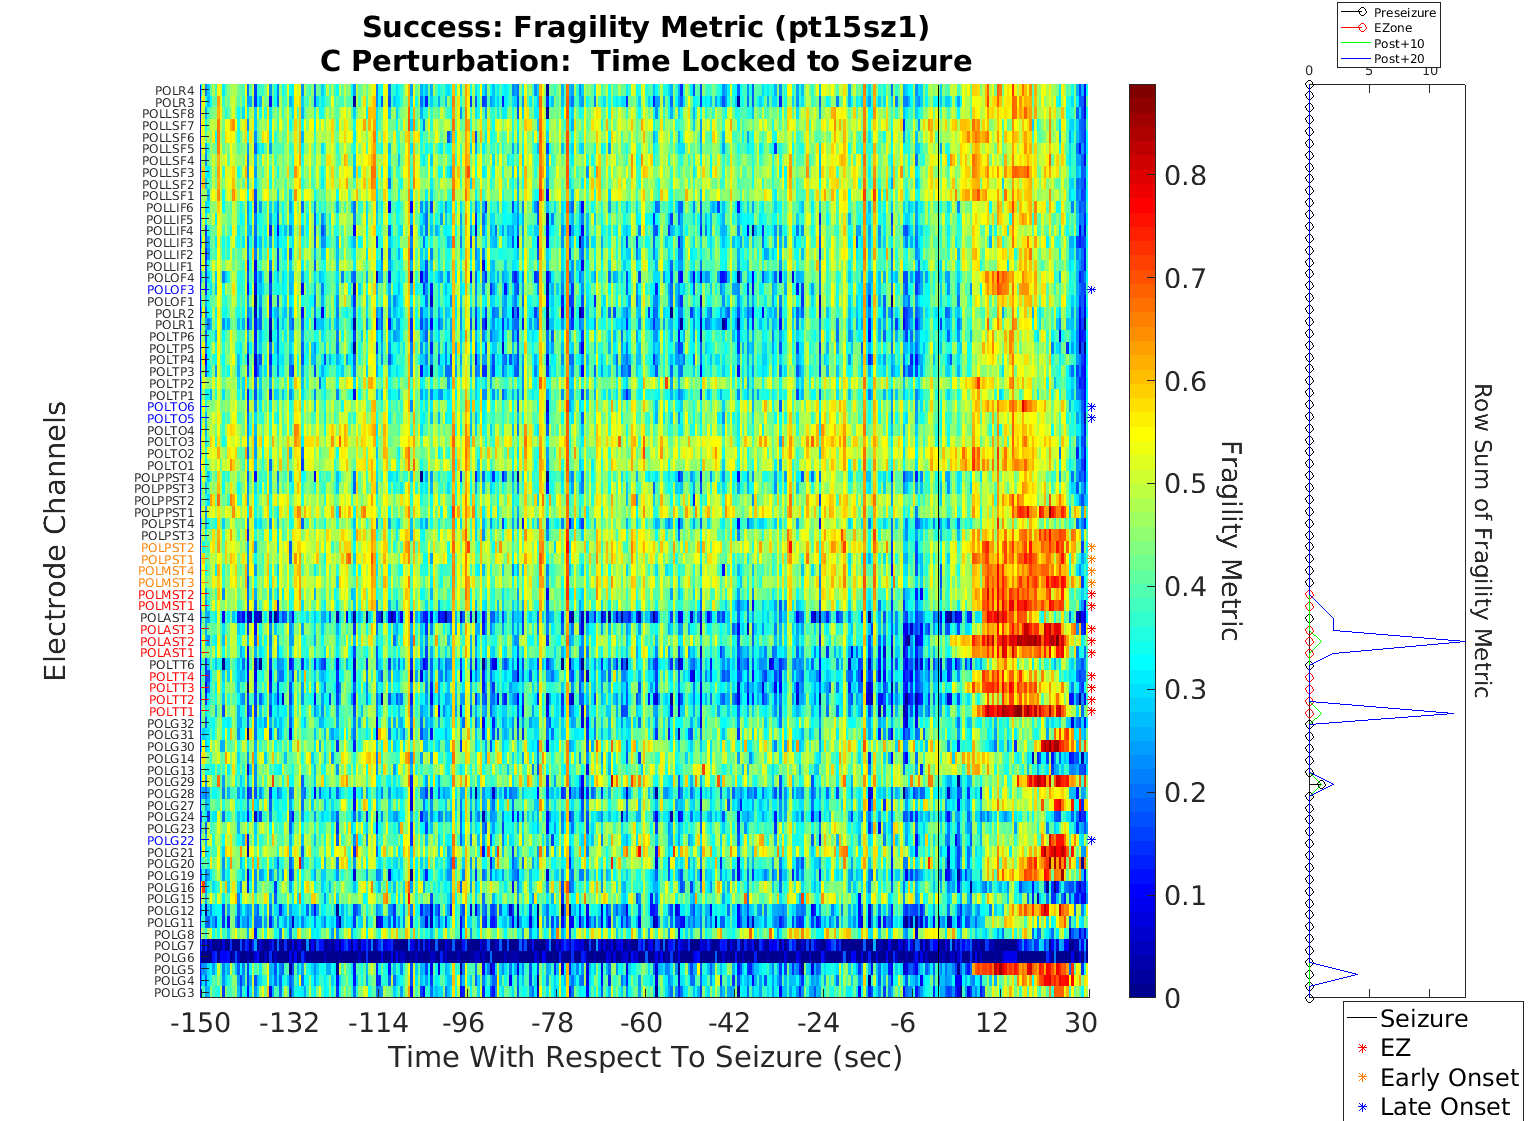 Success: Fragility Metric (pt15sz1)
C Perturbation:  Time Locked to Seizure
Preseizure
EZone
Post+10
Post+20
0 5 10
Electrode Channels
POLR4
POLR3
POLLSF8
POLLSF7
POLLSF6
POLLSF5
POLLSF4
POLLSF3
POLLSF2
POLLSF1
POLLIF6
POLLIF5
POLLIF4
POLLIF3
POLLIF2
POLLIF1
POLOF4
POLOF3
POLOF1
POLR2
POLR1
POLTP6
POLTP5
POLTP4
POLTP3
POLTP2
POLTP1
POLTO6
POLTO5
POLTO4
POLTO3
POLTO2
POLTO1
POLPPST4
POLPPST3
POLPPST2
POLPPST1
POLPST4
POLPST3
POLPST2
POLPST1
POLMST4
POLMST3
POLMST2
POLMST1
POLAST4
POLAST3
POLAST2
POLAST1
POLTT6
POLTT4
POLTT3
POLTT2
POLTT1
POLG32
POLG31
POLG30
POLG14
POLG13
POLG29
POLG28
POLG27
POLG24
POLG23
POLG22
POLG21
POLG20
POLG19
POLG16
POLG15
POLG12
POLG11
POLG8
POLG7
POLG6
POLG5
POLG4
POLG3
-150 -132 -114 -96 -78 -60 -42 -24 -6 12 30
Time With Respect To Seizure (sec)
0.8
0.7
0.6
0.5
0.4
0.3
0.2
0.1
0
Fragility Metric
Row Sum of Fragility Metric
Seizure
EZ
Early Onset
Late Onset